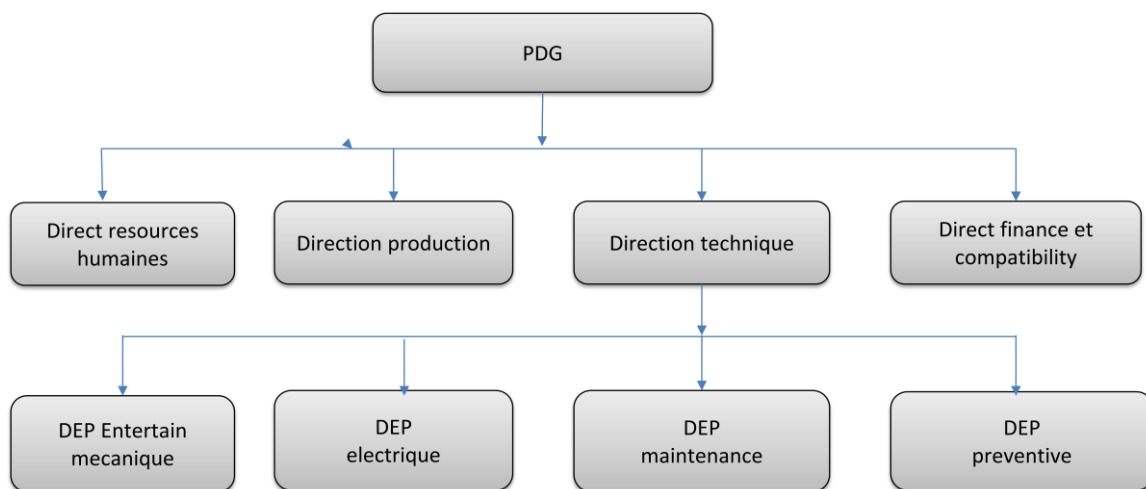 PDG
Direct resources
humaines
Direction production
Direction technique
Direct finance et
compatibility
DEP Entertain
mecanique
DEP
electrique
DEP
maintenance
DEP
preventive